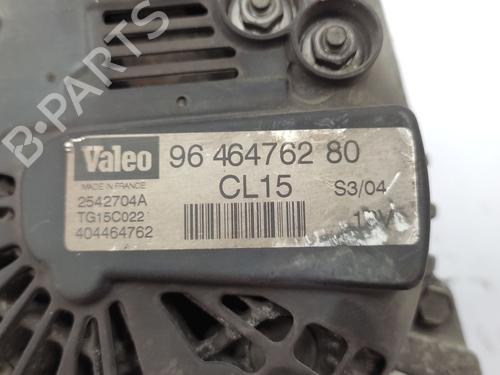 B-PARTS
Valeo 96 464762 80
MADE IN FRANCE CL15 S3/04
2542704A
TG15C022
404464762